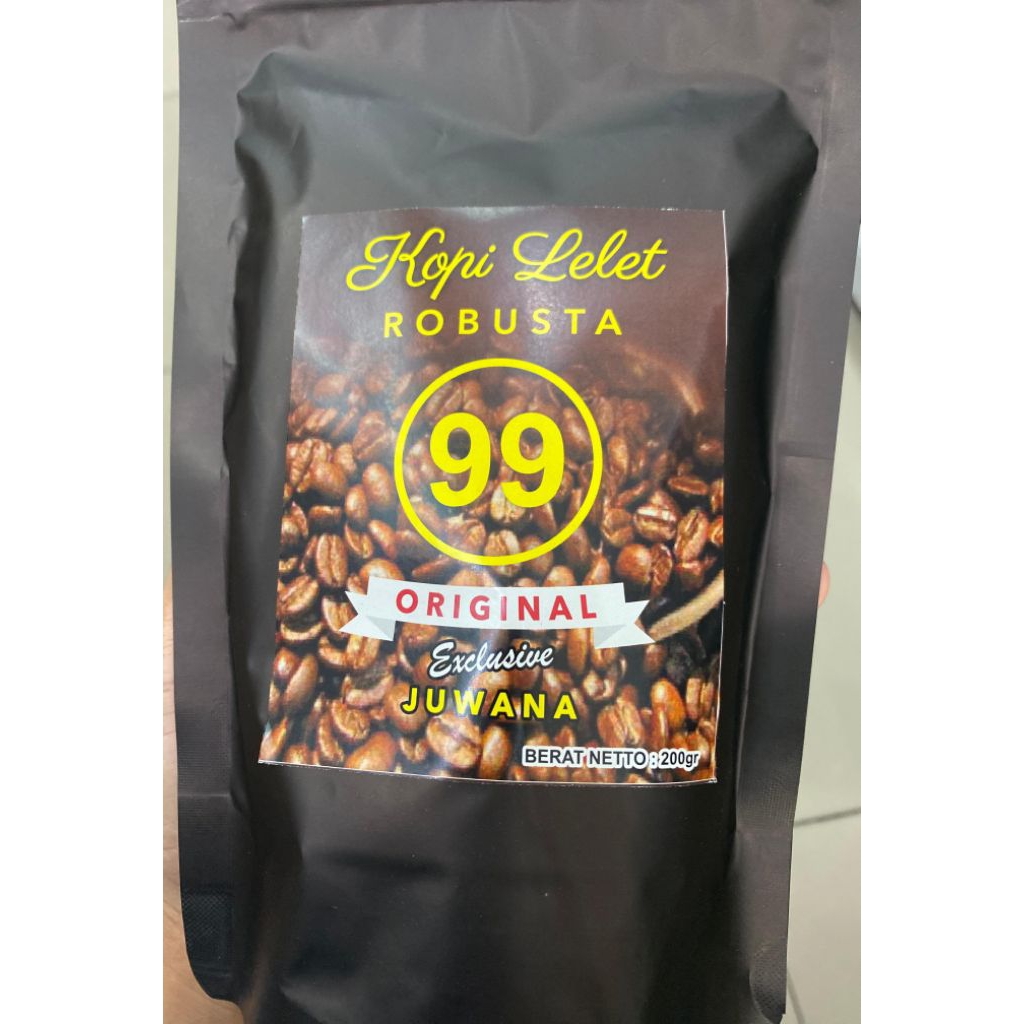 Kopi Lelet
ROBUSTA
99
ORIGINAL
Exclusive
JUWANA
BERAT NETTO : 200gr